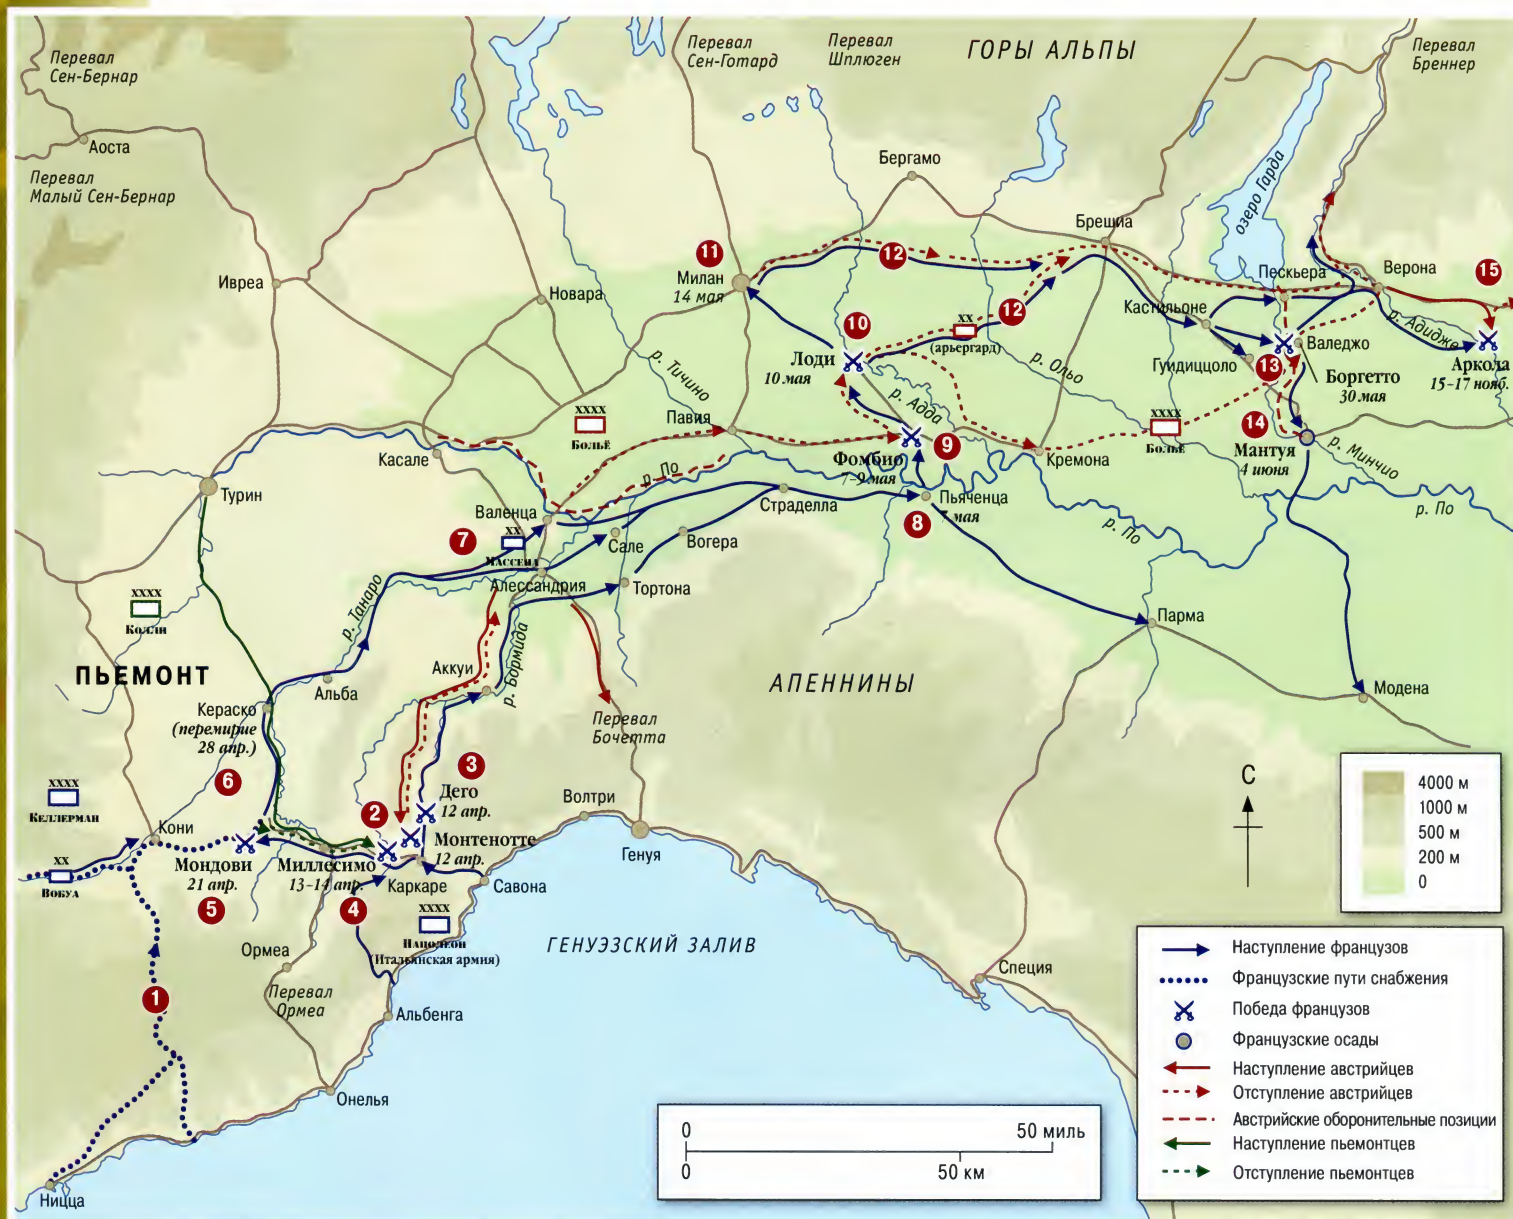 Перевал
Сен-Бернар
Перевал
Сен-Готард
Перевал
Шплюген
ГОРЫ АЛЬПЫ
Перевал
Бреннер
Аоста
Перевал
Малый Сен-Бернар
Бергамо
озеро Гарда
Брешиа
11
12
Милан
14 мая
Ивреа
Новара
Пескьера
Верона
15
Кастильоне
10
12
XX
(арьергард)
р. Адидже
р. Тичино
Лоди
10 мая
р. Ольо
Гуидиццоло
Валеджо
13
Аркола
15-17 нояб.
Боргетто
30 мая
р. Адда
XXXX
Больё
Павия
XXXX
Больё
14
Мантуя
4 июня
р. Минчио
Касале
р. По
Фомбио
7-9 мая
9
Кремона
Турин
Валенца
Страделла
Пьяченца
7 мая
8
р. По
р. По
7
XX
Массена
Сале
Вогера
Алессандрия
Тортона
XXXX
Колли
р. Танаро
Парма
ПЬЕМОНТ
Аккуи
р. Бормида
Альба
АПЕННИНЫ
Модена
Кераско
(перемирие
28 апр.)
Перевал
Бочетта
6
3
С
XXXX
Келлерман
2
Дего
12 апр.
Волтри
Кони
Монтенотте
12 апр.
Генуя
XX
Вобуа
Мондови
21 апр.
Миллесимо
13-14 апр.
Каркаре
Савона
5
4
XXXX
Наполеон
(Итальянская армия)
ГЕНУЭЗСКИЙ ЗАЛИВ
Ормеа
Специя
Перевал
Ормеа
1
Альбенга
Онелья
Ницца
4000 м
1000 м
500 м
200 м
0
Наступление французов
Французские пути снабжения
Победа французов
Французские осады
Наступление австрийцев
Отступление австрийцев
Австрийские оборонительные позиции
Наступление пьемонтцев
Отступление пьемонтцев
0
50 миль
0
50 км